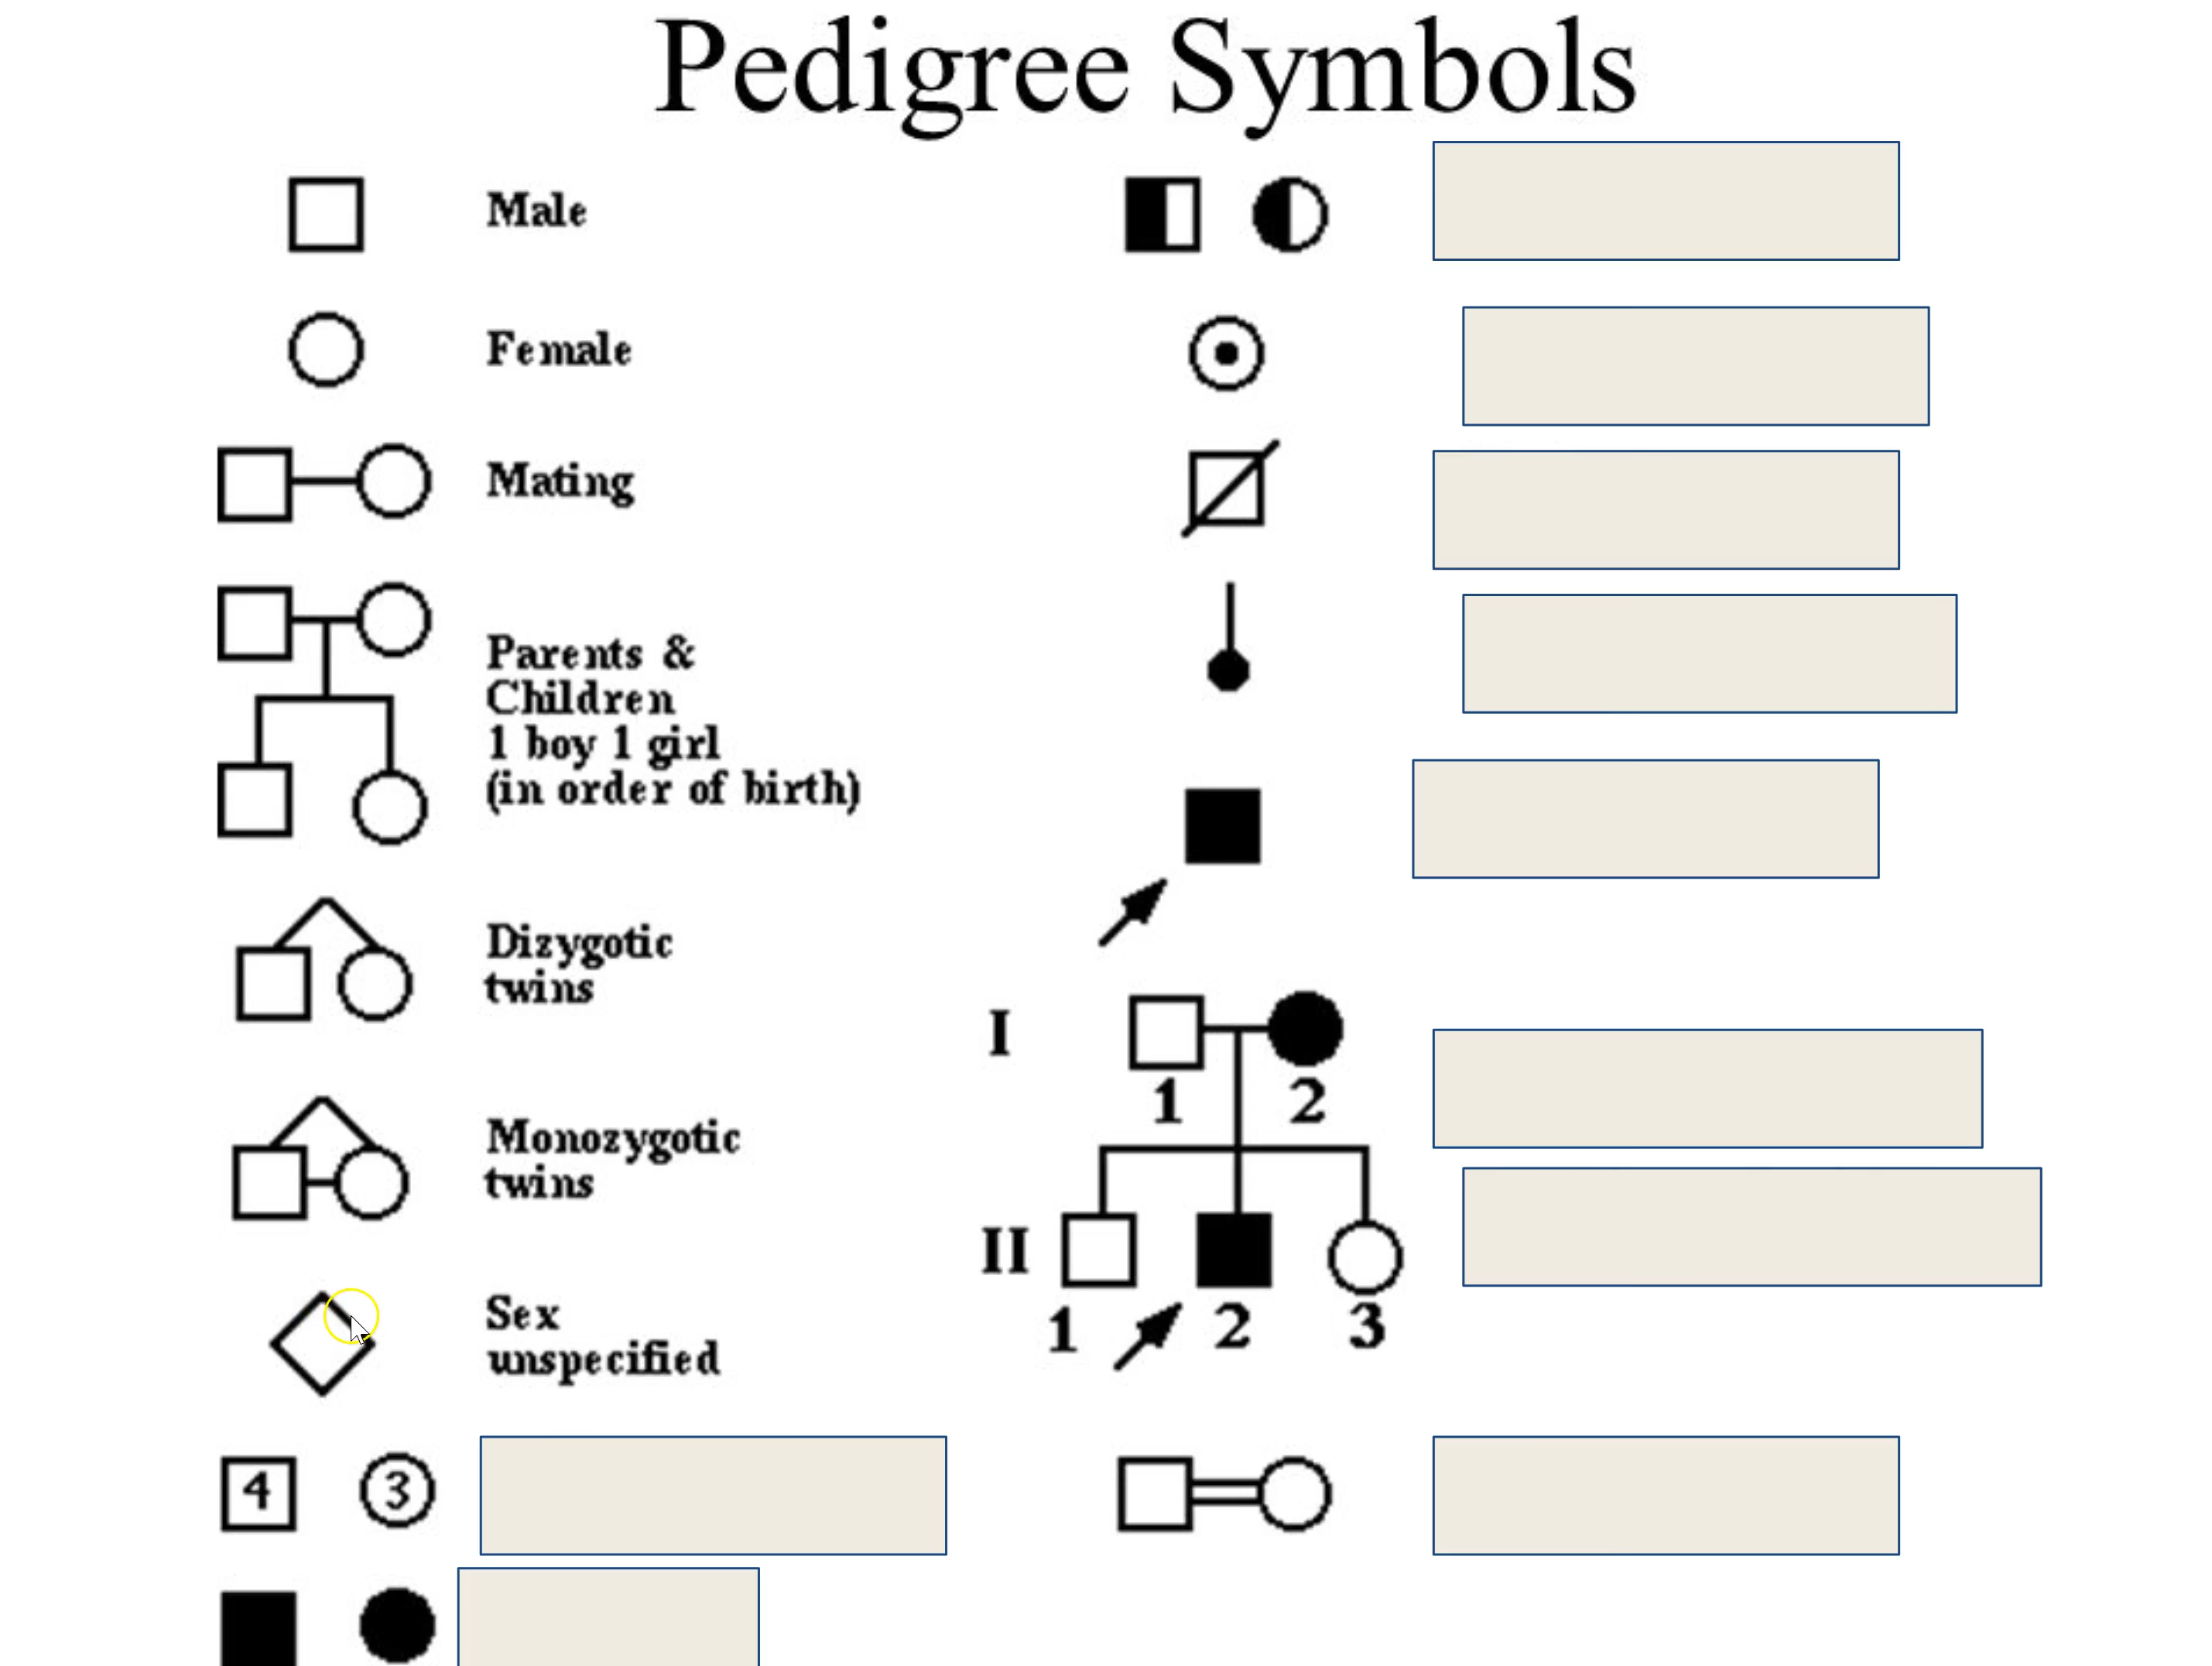 Pedigree Symbols
Male
Female
Mating
Parents &
Children
1 boy 1 girl
(in order of birth)
Dizygotic
twins
Monozygotic
twins
Sex
unspecified
4 3
I
1 2
II
1 2 3